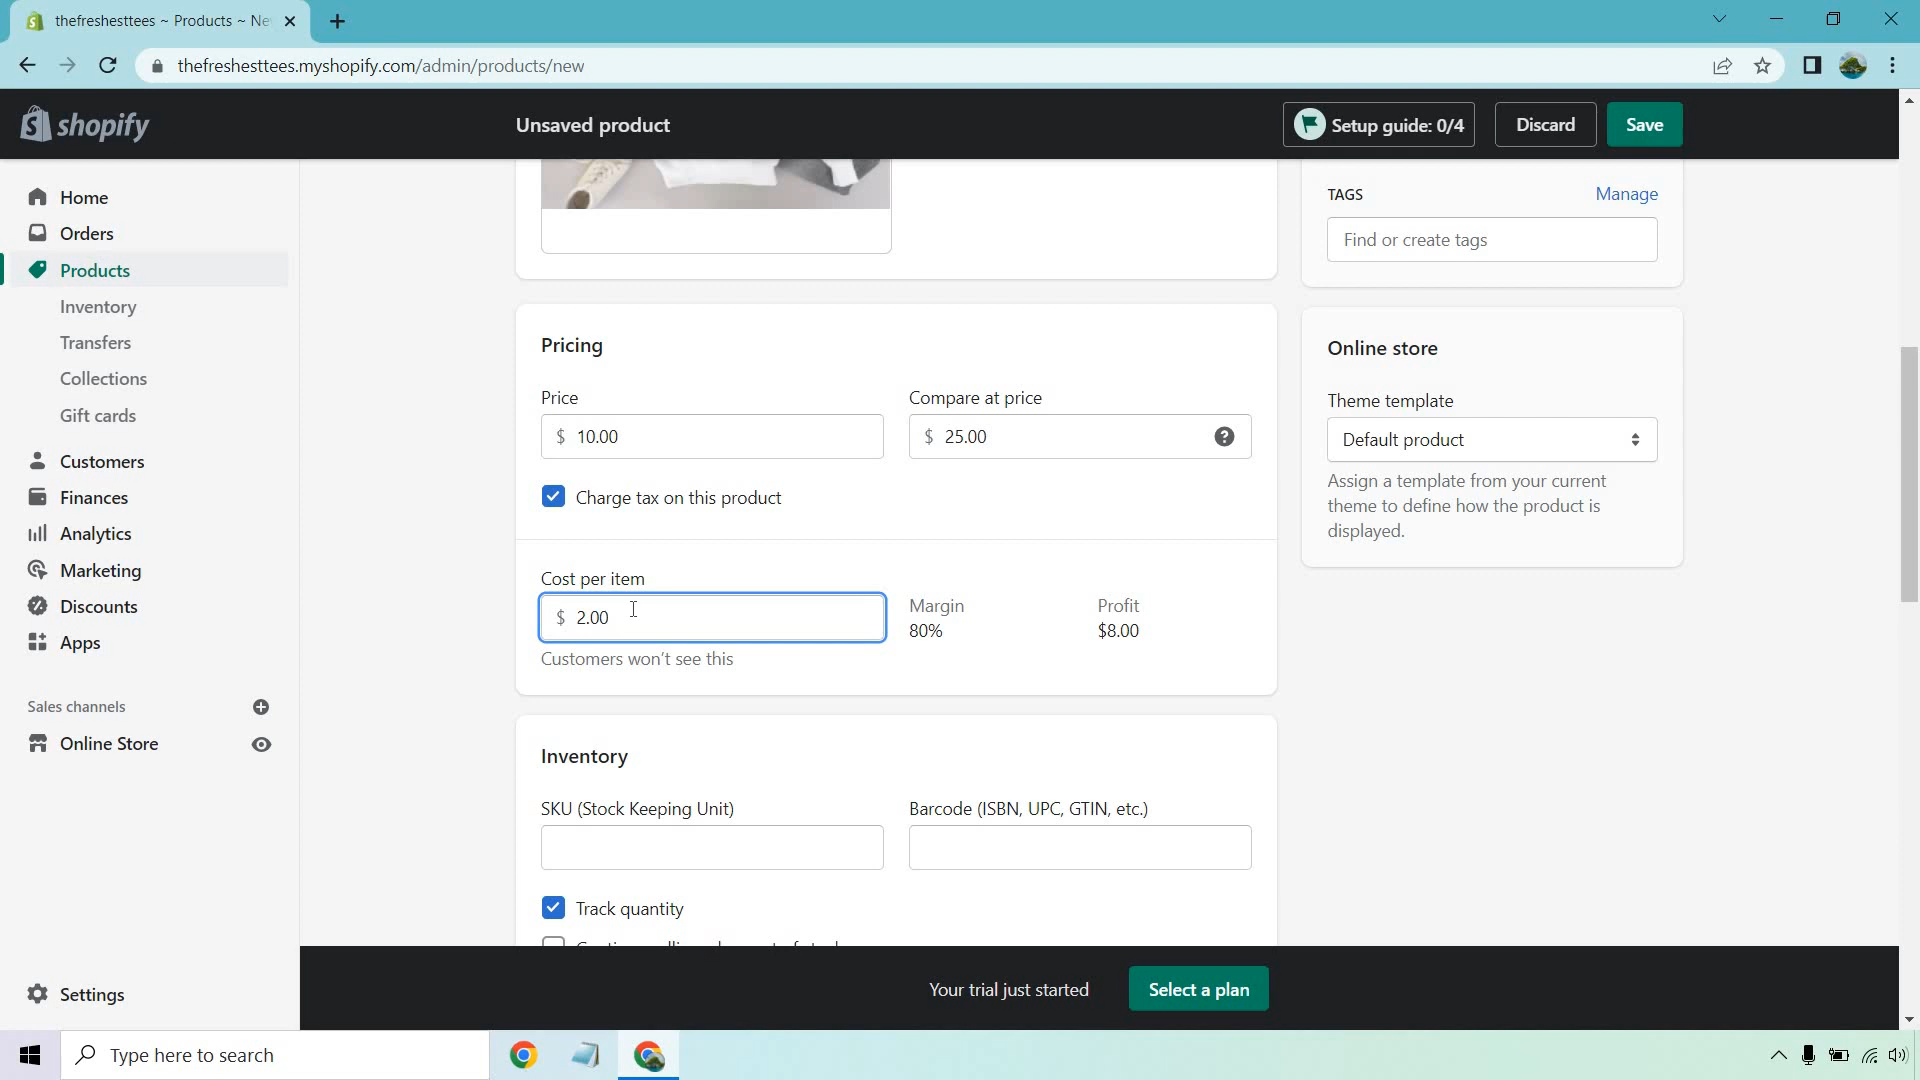 thefreshesttees ~ Products ~ Ne
thefreshesttees.myshopify.com/admin/products/new
shopify
Unsaved product
Setup guide: 0/4
Discard
Save
Home
Orders
Products
Inventory
Transfers
Collections
Gift cards
Customers
Finances
Analytics
Marketing
Discounts
Apps
Sales channels
Online Store
Settings
TAGS
Manage
Find or create tags
Pricing
Price
Compare at price
$ 10.00
$ 25.00
Charge tax on this product
Cost per item
$ 2.00
Margin
80%
Profit
$8.00
Customers won't see this
Online store
Theme template
Default product
Assign a template from your current
theme to define how the product is
displayed.
Inventory
SKU (Stock Keeping Unit)
Barcode (ISBN, UPC, GTIN, etc.)
Track quantity
Your trial just started
Select a plan
Type here to search